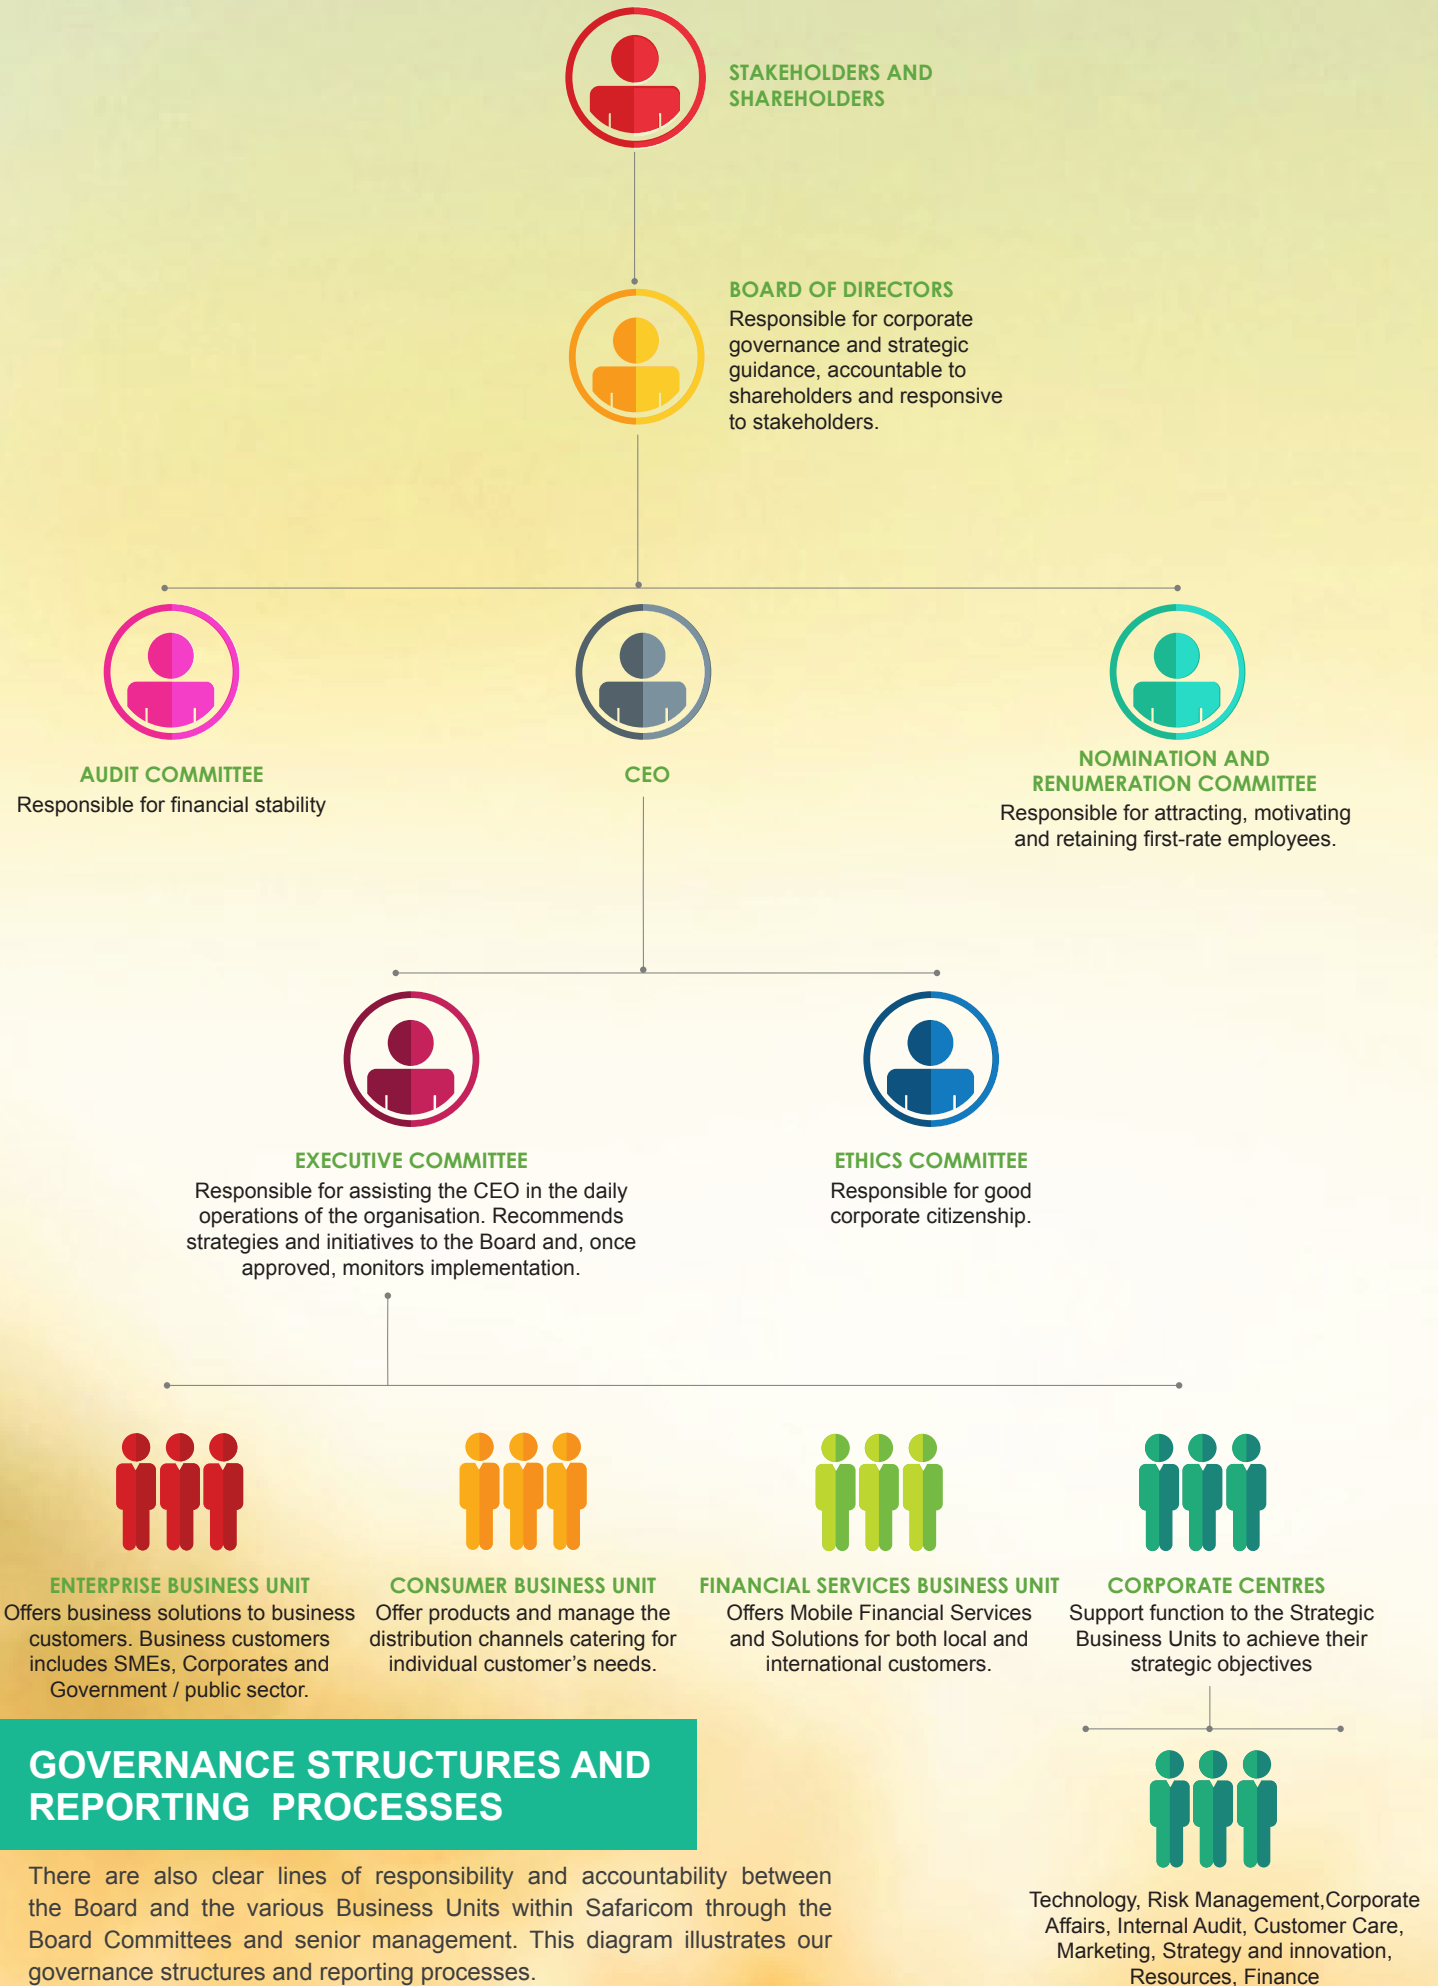 STAKEHOLDERS AND
SHAREHOLDERS
BOARD OF DIRECTORS
Responsible for corporate
governance and strategic
guidance, accountable to
shareholders and responsive
to stakeholders.
AUDIT COMMITTEE
Responsible for financial stability
CEO
NOMINATION AND
RENUMERATION COMMITTEE
Responsible for attracting, motivating
and retaining first-rate employees.
EXECUTIVE COMMITTEE
Responsible for assisting the CEO in the daily
operations of the organisation. Recommends
strategies and initiatives to the Board and, once
approved, monitors implementation.
ETHICS COMMITTEE
Responsible for good
corporate citizenship.
ENTERPRISE BUSINESS UNIT
Offers business solutions to business
customers. Business customers
includes SMEs, Corporates and
Government / public sector.
CONSUMER BUSINESS UNIT
Offer products and manage the
distribution channels catering for
individual customer’s needs.
FINANCIAL SERVICES BUSINESS UNIT
Offers Mobile Financial Services
and Solutions for both local and
international customers.
CORPORATE CENTRES
Support function to the Strategic
Business Units to achieve their
strategic objectives
Technology, Risk Management,Corporate
Affairs, Internal Audit, Customer Care,
Marketing, Strategy and innovation,
Resources, Finance
GOVERNANCE STRUCTURES AND
REPORTING PROCESSES
There are also clear lines of responsibility and accountability between
the Board and the various Business Units within Safaricom through the
Board Committees and senior management. This diagram illustrates our
governance structures and reporting processes.